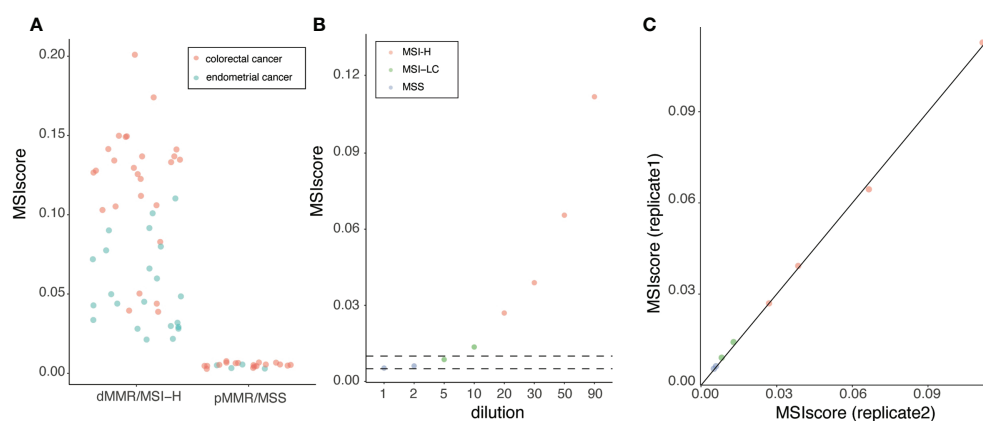 A
MSIscore
0.20
0.15
0.10
0.05
0.00
colorectal cancer
endometrial cancer
dMMR/MSI−H
pMMR/MSS
B
MSIscore
0.12
0.09
0.06
0.03
0.00
MSI-H
MSI−LC
MSS
1 2 5 10 20 30 50 90
dilution
C
MSIscore (replicate1)
0.09
0.06
0.03
0.00
0.00 0.03 0.06 0.09
MSIscore (replicate2)